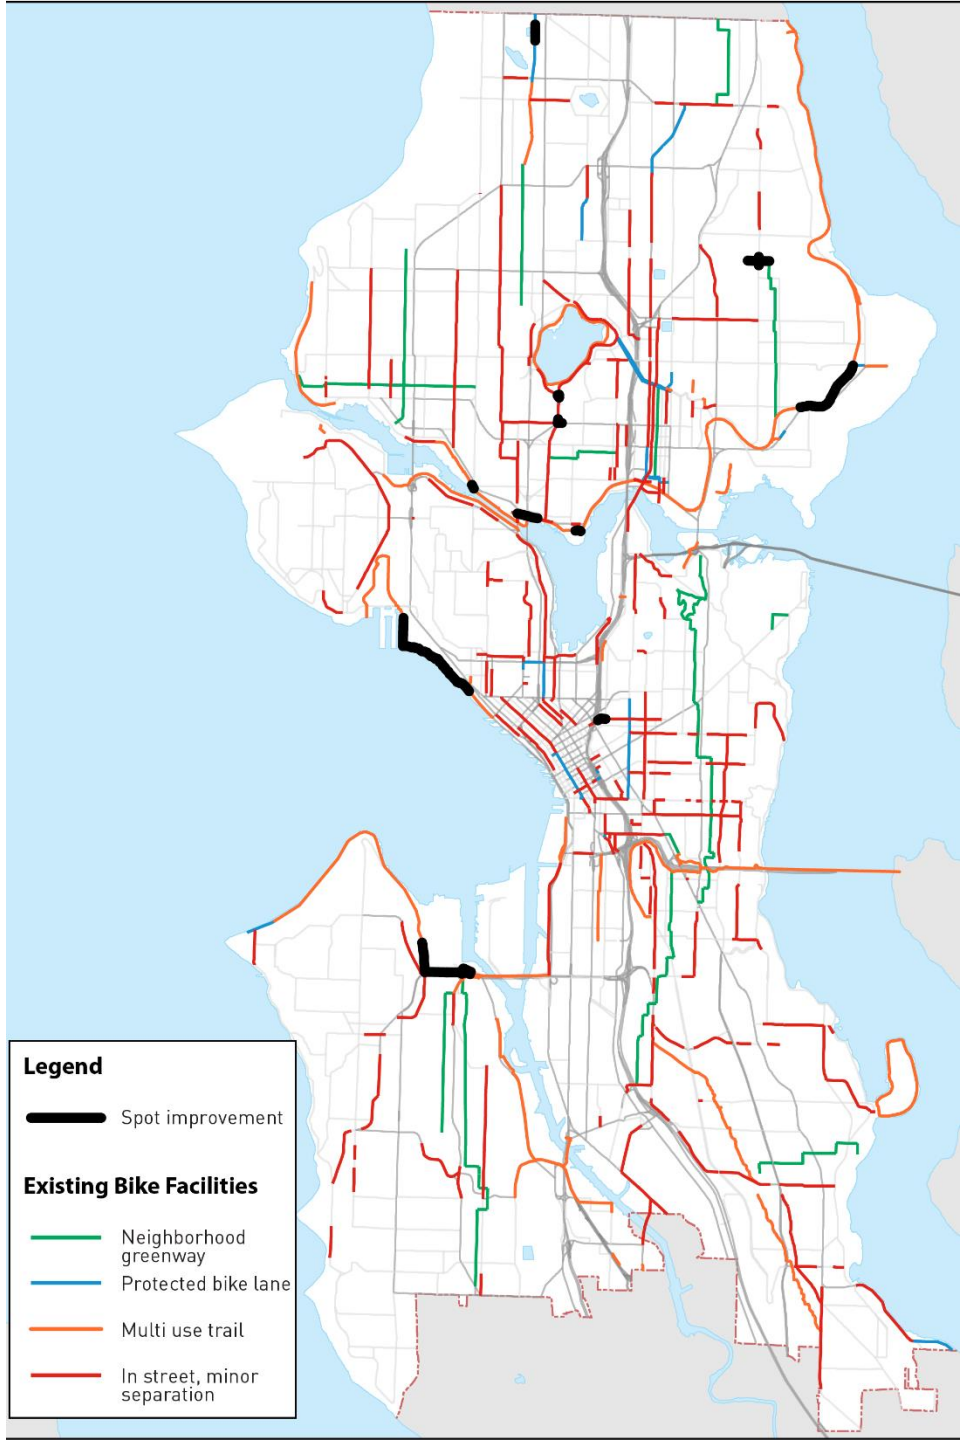 Legend
Spot improvement
Existing Bike Facilities
Neighborhood
greenway
Protected bike lane
Multi use trail
In street, minor
separation